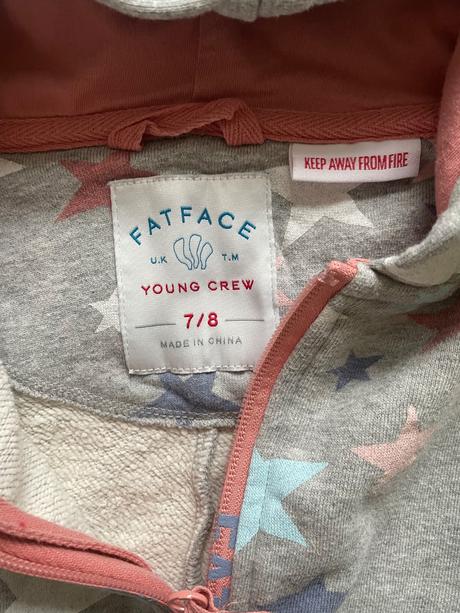 KEEP AWAY FROM FIRE
FATFACE
U.K T.M
YOUNG CREW
7/8
MADE IN CHINA